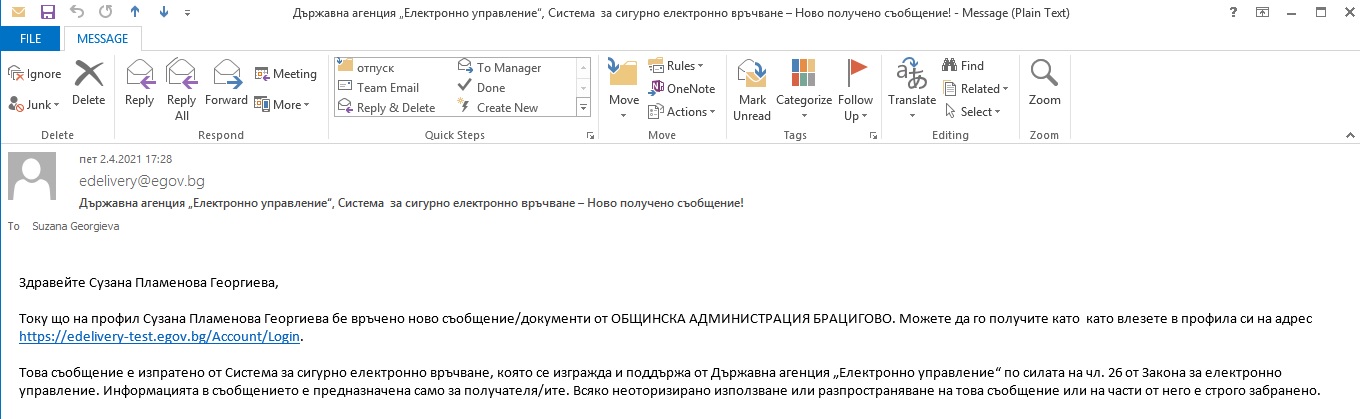 Държавна агенция „Електронно управление“, Система за сигурно електронно връчване – Ново получено съобщение! - Message (Plain Text)
FILE MESSAGE
Ignore
Junk
Delete
Reply
Reply All
Forward
Meeting
More
отпуск
Team Email
Reply & Delete
To Manager
Done
Create New
Move
Rules
OneNote
Actions
Mark Unread
Categorize
Follow Up
Translate
Find
Related
Select
Zoom
Delete Respond Quick Steps Move Tags Editing Zoom
пет 2.4.2021 17:28
edelivery@egov.bg
Държавна агенция „Електронно управление“, Система за сигурно електронно връчване – Ново получено съобщение!
To Suzana Georgieva
Здравейте Сузана Пламенова Георгиева,
Току що на профил Сузана Пламенова Георгиева бе връчено ново съобщение/документи от ОБЩИНСКА АДМИНИСТРАЦИЯ БРАЦИГОВО. Можете да го получите като като влезете в профила си на адрес
https://edelivery-test.egov.bg/Account/Login.
Това съобщение е изпратено от Система за сигурно електронно връчване, която се изгражда и поддържа от Държавна агенция „Електронно управление“ по силата на чл. 26 от Закона за електронно
управление. Информацията в съобщението е предназначена само за получателя/ите. Всяко неоторизирано използване или разпространяване на това съобщение или на части от него е строго забранено.